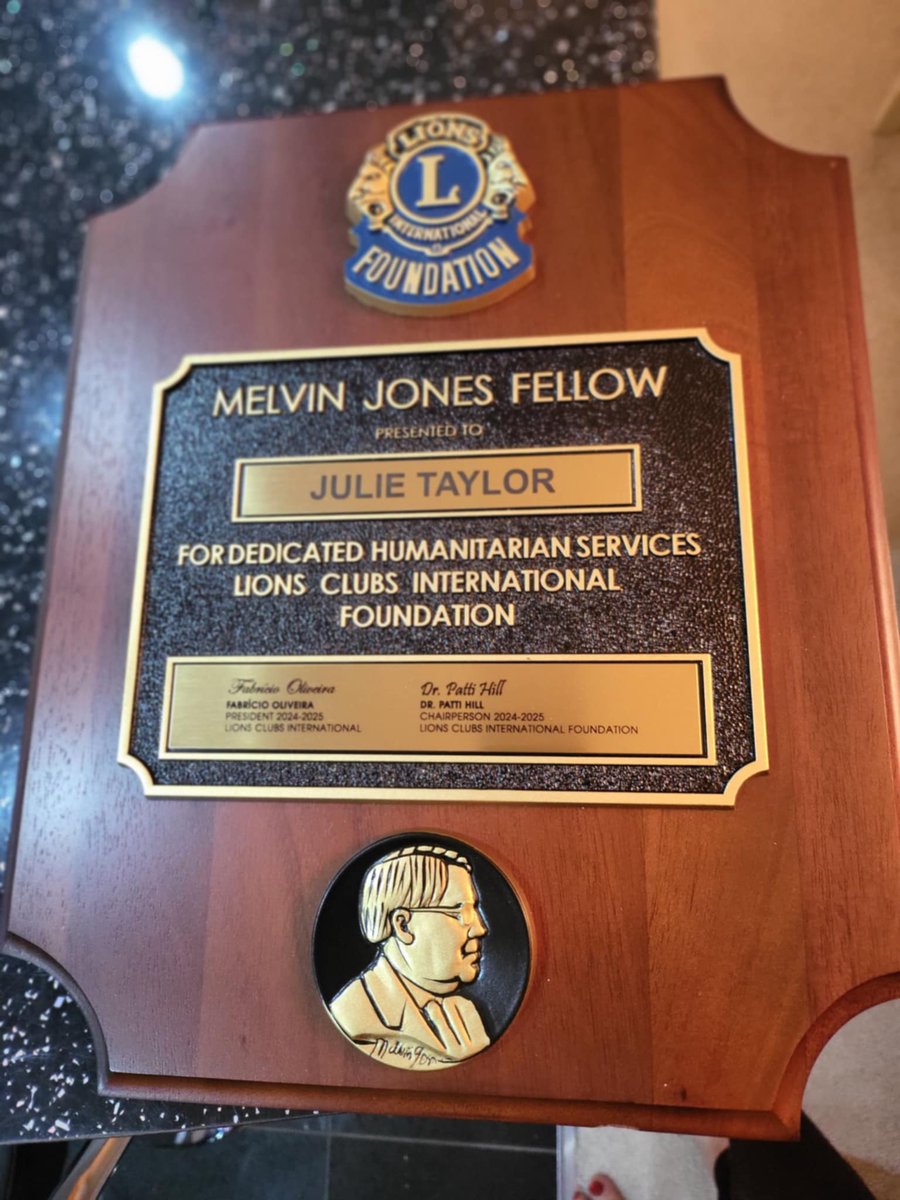 LIONS
L
INTERNATIONAL
FOUNDATION
MELVIN JONES FELLOW
PRESENTED TO
JULIE TAYLOR
FOR DEDICATED HUMANITARIAN SERVICES
LIONS CLUBS INTERNATIONAL
FOUNDATION
Fabrício Oliveira
FABRÍCIO OLIVEIRA
PRESIDENT 2024-2025
LIONS CLUBS INTERNATIONAL
Dr. Patti Hill
DR. PATTI HILL
CHAIRPERSON 2024-2025
LIONS CLUBS INTERNATIONAL FOUNDATION
Melvin Jones